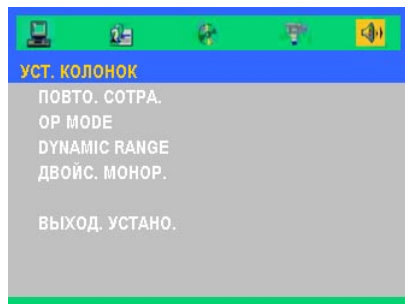 УСТ. КОЛОНОК
ПОВТО. СОТРА.
OP MODE
DYNAMIC RANGE
ДВОЙС. МОНОР.
ВЫХОД. УСТАНО.